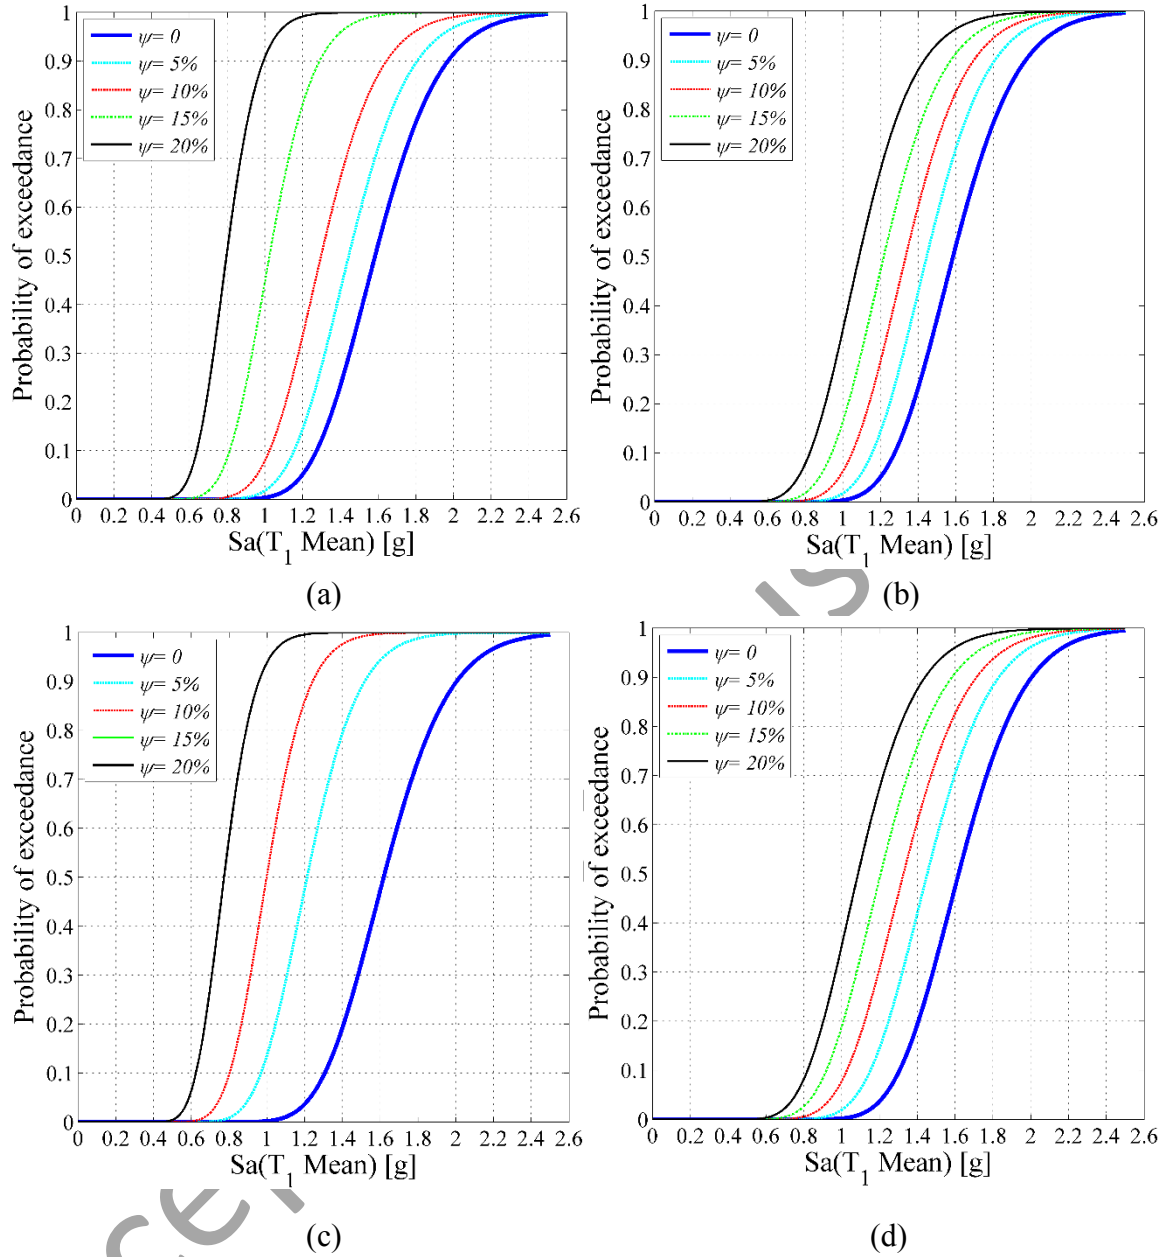 1
0.9
0.8
0.7
0.6
0.5
0.4
0.3
0.2
0.1
0
ψ= 0
ψ= 5%
ψ= 10%
ψ= 15%
ψ= 20%
Probability of exceedance
0 0.2 0.4 0.6 0.8 1 1.2 1.4 1.6 1.8 2 2.2 2.4 2.6
Sa(T1 Mean) [g]
(a)
1
0.9
0.8
0.7
0.6
0.5
0.4
0.3
0.2
0.1
0
ψ= 0
ψ= 5%
ψ= 10%
ψ= 15%
ψ= 20%
Probability of exceedance
0 0.2 0.4 0.6 0.8 1 1.2 1.4 1.6 1.8 2 2.2 2.4 2.6
Sa(T1 Mean) [g]
(b)
1
0.9
0.8
0.7
0.6
0.5
0.4
0.3
0.2
0.1
0
ψ= 0
ψ= 5%
ψ= 10%
ψ= 15%
ψ= 20%
Probability of exceedance
0 0.2 0.4 0.6 0.8 1 1.2 1.4 1.6 1.8 2 2.2 2.4 2.6
Sa(T1 Mean) [g]
(c)
1
0.9
0.8
0.7
0.6
0.5
0.4
0.3
0.2
0.1
0
ψ= 0
ψ= 5%
ψ= 10%
ψ= 15%
ψ= 20%
Probability of exceedance
0 0.2 0.4 0.6 0.8 1 1.2 1.4 1.6 1.8 2 2.2 2.4 2.6
Sa(T1 Mean) [g]
(d)